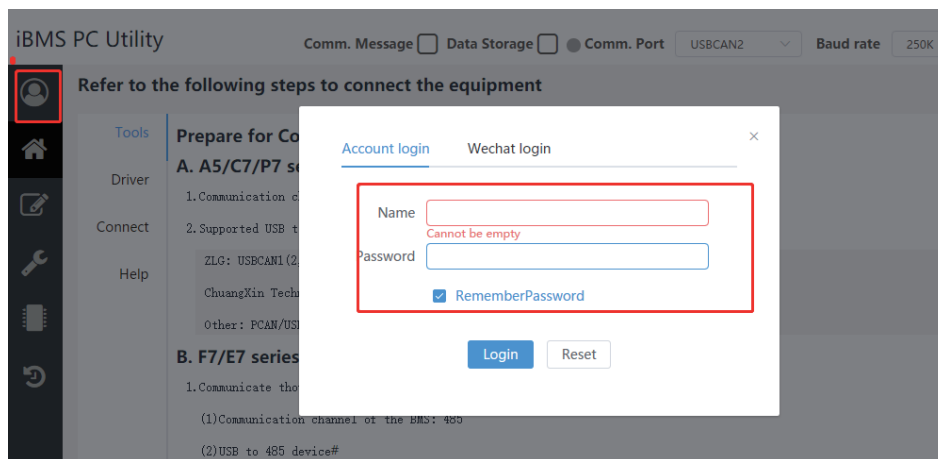 iBMS PC Utility
Comm. Message Data Storage Comm. Port USBCAN2 Baud rate 250K
Refer to the following steps to connect the equipment
Tools
Driver
Connect
Help
Prepare for Co
A. A5/C7/P7 se
1.Communication c
2.Supported USB t
ZLG: USBCAN1(2,
ChuangXin Techn
Other: PCAN/USI
B. F7/E7 series
1.Communicate tho
(1)Communication channel of the BMS: 485
(2)USB to 485 device#
Account login Wechat login
Name
Cannot be empty
Password
RememberPassword
Login Reset